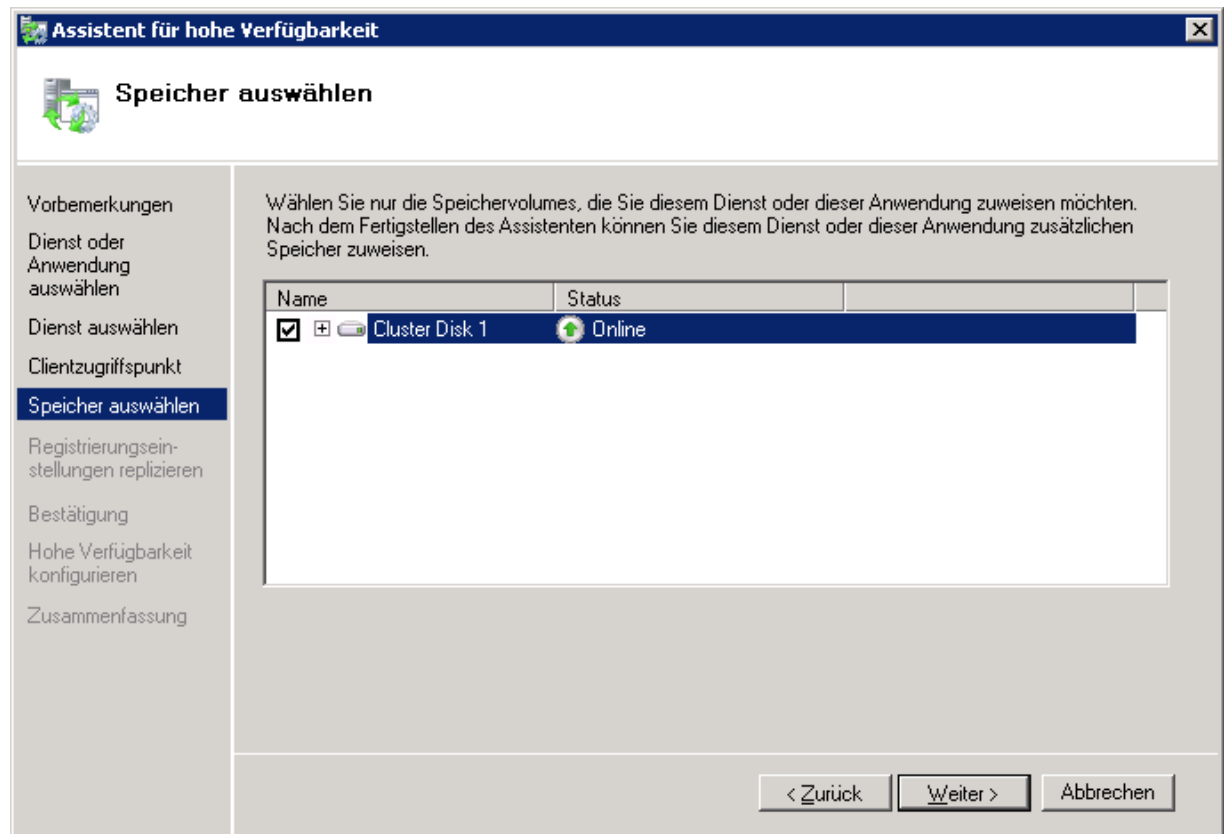 Assistent für hohe Verfügbarkeit
Speicher auswählen
Vorbemerkungen
Dienst oder
Anwendung
auswählen
Dienst auswählen
Clientzugriffspunkt
Speicher auswählen
Registrierungsein-
stellungen replizieren
Bestätigung
Hohe Verfügbarkeit
konfigurieren
Zusammenfassung
Wählen Sie nur die Speichervolumes, die Sie diesem Dienst oder dieser Anwendung zuweisen möchten.
Nach dem Fertigstellen des Assistenten können Sie diesem Dienst oder dieser Anwendung zusätzlichen
Speicher zuweisen.
Name Status
Cluster Disk 1 Online
< Zurück Weiter > Abbrechen